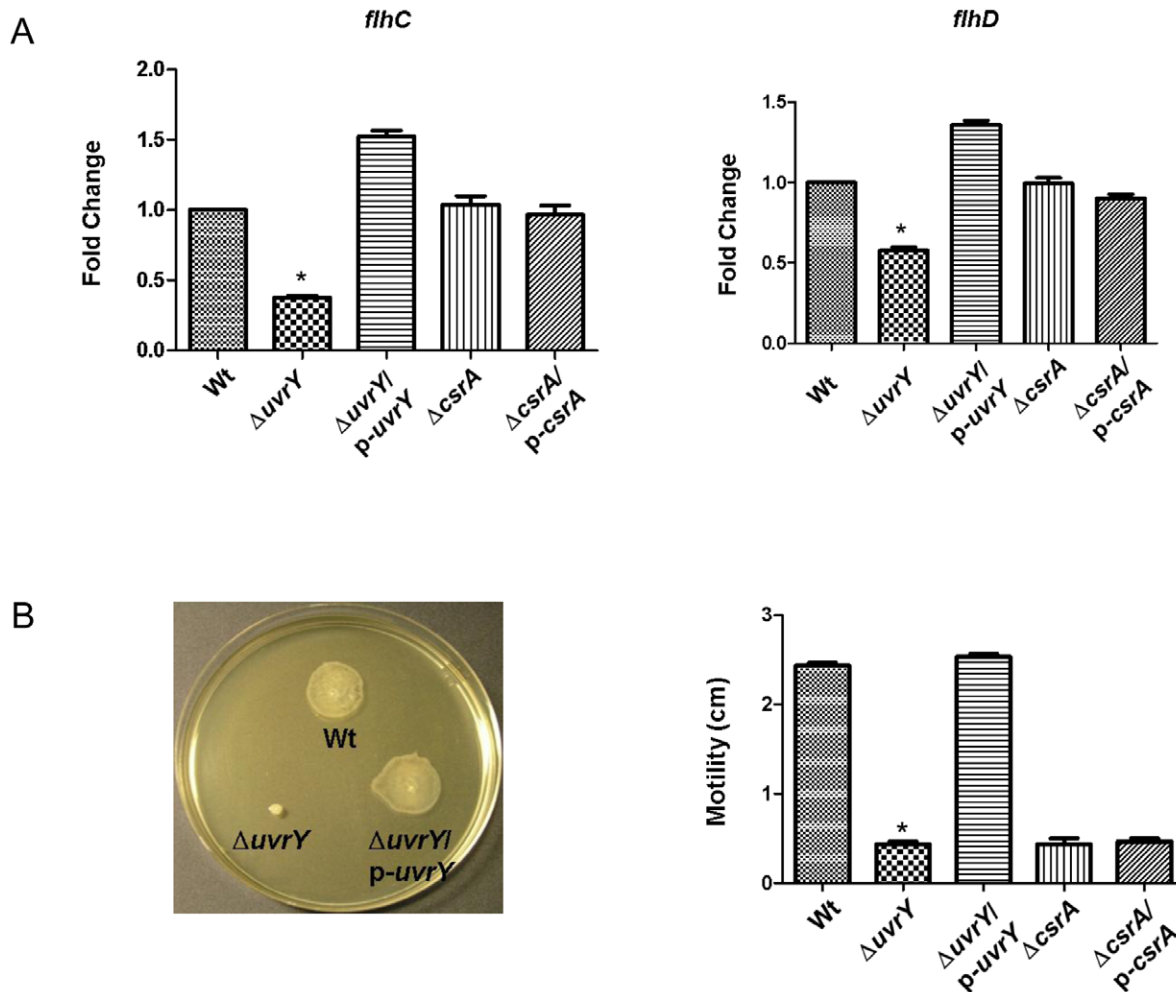 A
flhC
Fold Change
2.0
1.5
1.0
0.5
0.0
*
Wt
ΔuvrY
ΔuvrY/
p-uvrY
ΔcsrA
ΔcsrA/
p-csrA
flhD
Fold Change
1.5
1.0
0.5
0.0
*
Wt
ΔuvrY
ΔuvrY/
p-uvrY
ΔcsrA
ΔcsrA/
p-csrA
B
Wt
ΔuvrY
ΔuvrY/
p-uvrY
Motility (cm)
3
2
1
0
*
Wt
ΔuvrY
ΔuvrY/
p-uvrY
ΔcsrA
ΔcsrA/
p-csrA